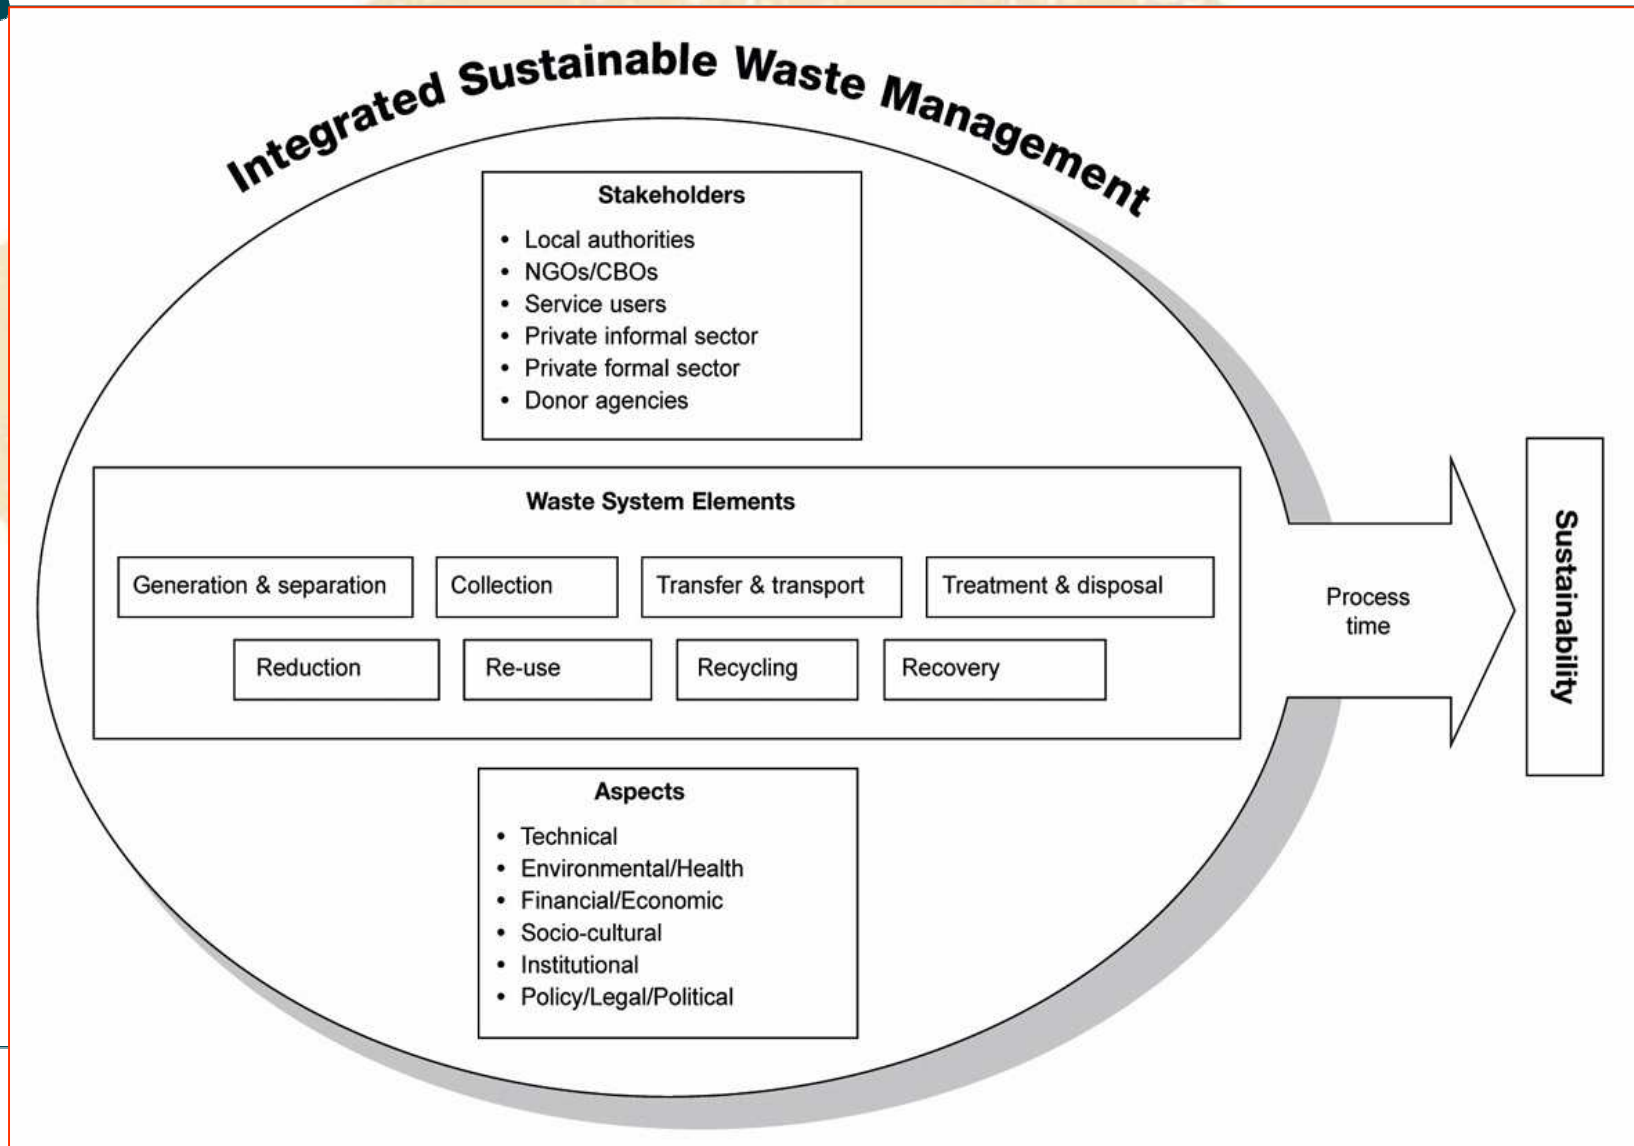 Integrated Sustainable Waste Management
Stakeholders
• Local authorities
• NGOs/CBOs
• Service users
• Private informal sector
• Private formal sector
• Donor agencies
Waste System Elements
Generation & separation
Collection
Transfer & transport
Treatment & disposal
Reduction
Re-use
Recycling
Recovery
Aspects
• Technical
• Environmental/Health
• Financial/Economic
• Socio-cultural
• Institutional
• Policy/Legal/Political
Process
time
Sustainability